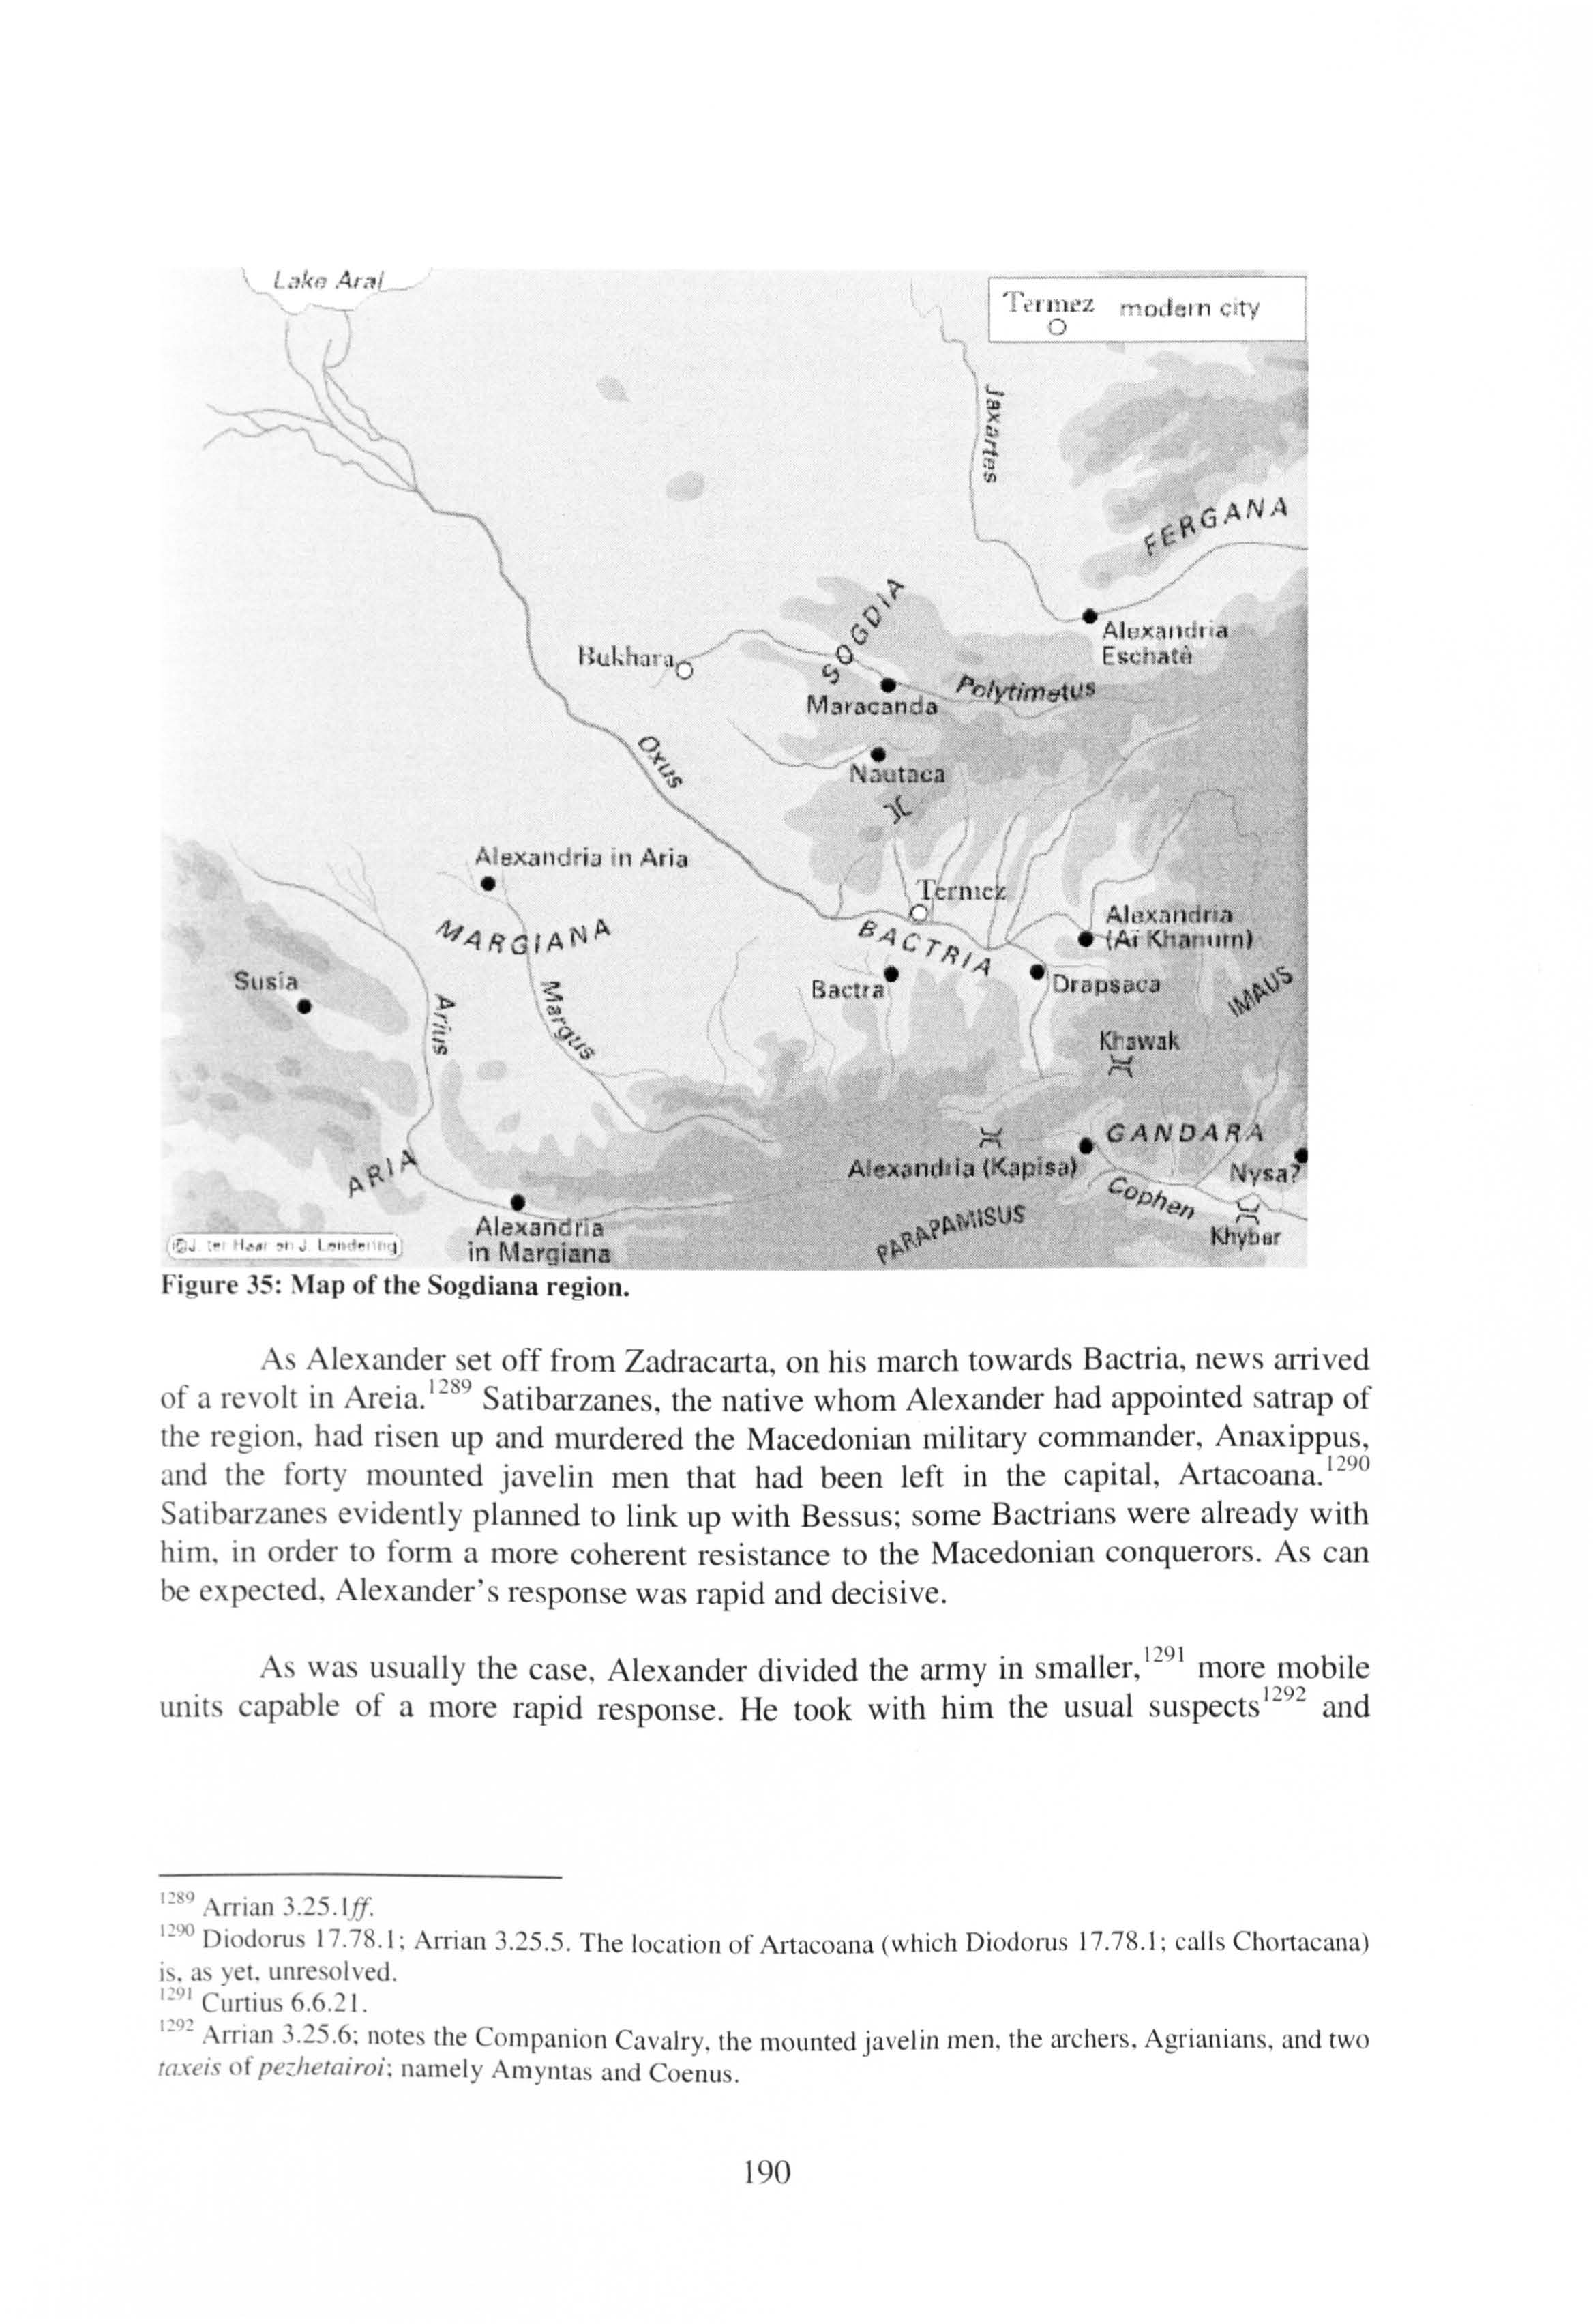 Lake Aral
Termez modern city
Jaxartes
FERGANA
SOGDIA
Alexandria
Eschatê
Bukhara
Polytimetus
Maracanda
Oxus
Nautaca
Alexandria in Aria
Termez
MARGIANA
Alexandria
(Aï Khanum)
BACTRIA
Susia
Bactra
Drapsaca
IMAUS
Arius
Margus
Khawak
GANDARA
ARIA
Alexandria (Kapisa)
Nysa?
Cophen
Alexandria
in Margiana
PARAPAMISUS
Khyber
©J. ter Haar en J. Lendering
Figure 35: Map of the Sogdiana region.
As Alexander set off from Zadracarta, on his march towards Bactria, news arrived
of a revolt in Areia.1289 Satibarzanes, the native whom Alexander had appointed satrap of
the region, had risen up and murdered the Macedonian military commander, Anaxippus,
and the forty mounted javelin men that had been left in the capital, Artacoana.1290
Satibarzanes evidently planned to link up with Bessus; some Bactrians were already with
him, in order to form a more coherent resistance to the Macedonian conquerors. As can
be expected, Alexander's response was rapid and decisive.
As was usually the case, Alexander divided the army in smaller,1291 more mobile
units capable of a more rapid response. He took with him the usual suspects1292 and
1289 Arrian 3.25.1ff.
1290 Diodorus 17.78.1; Arrian 3.25.5. The location of Artacoana (which Diodorus 17.78.1; calls Chortacana)
is, as yet, unresolved.
1291 Curtius 6.6.21.
1292 Arrian 3.25.6; notes the Companion Cavalry, the mounted javelin men, the archers, Agrianians, and two
taxeis of pezhetairoi; namely Amyntas and Coenus.
190